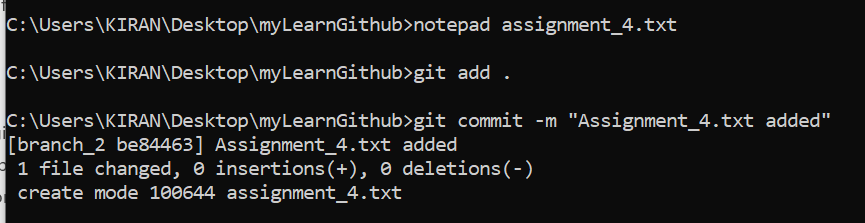 C:\Users\KIRAN\Desktop\myLearnGithub>notepad assignment_4.txt
C:\Users\KIRAN\Desktop\myLearnGithub>git add .
C:\Users\KIRAN\Desktop\myLearnGithub>git commit -m "Assignment_4.txt added"
[branch_2 be84463] Assignment_4.txt added
1 file changed, 0 insertions(+), 0 deletions(-)
create mode 100644 assignment_4.txt